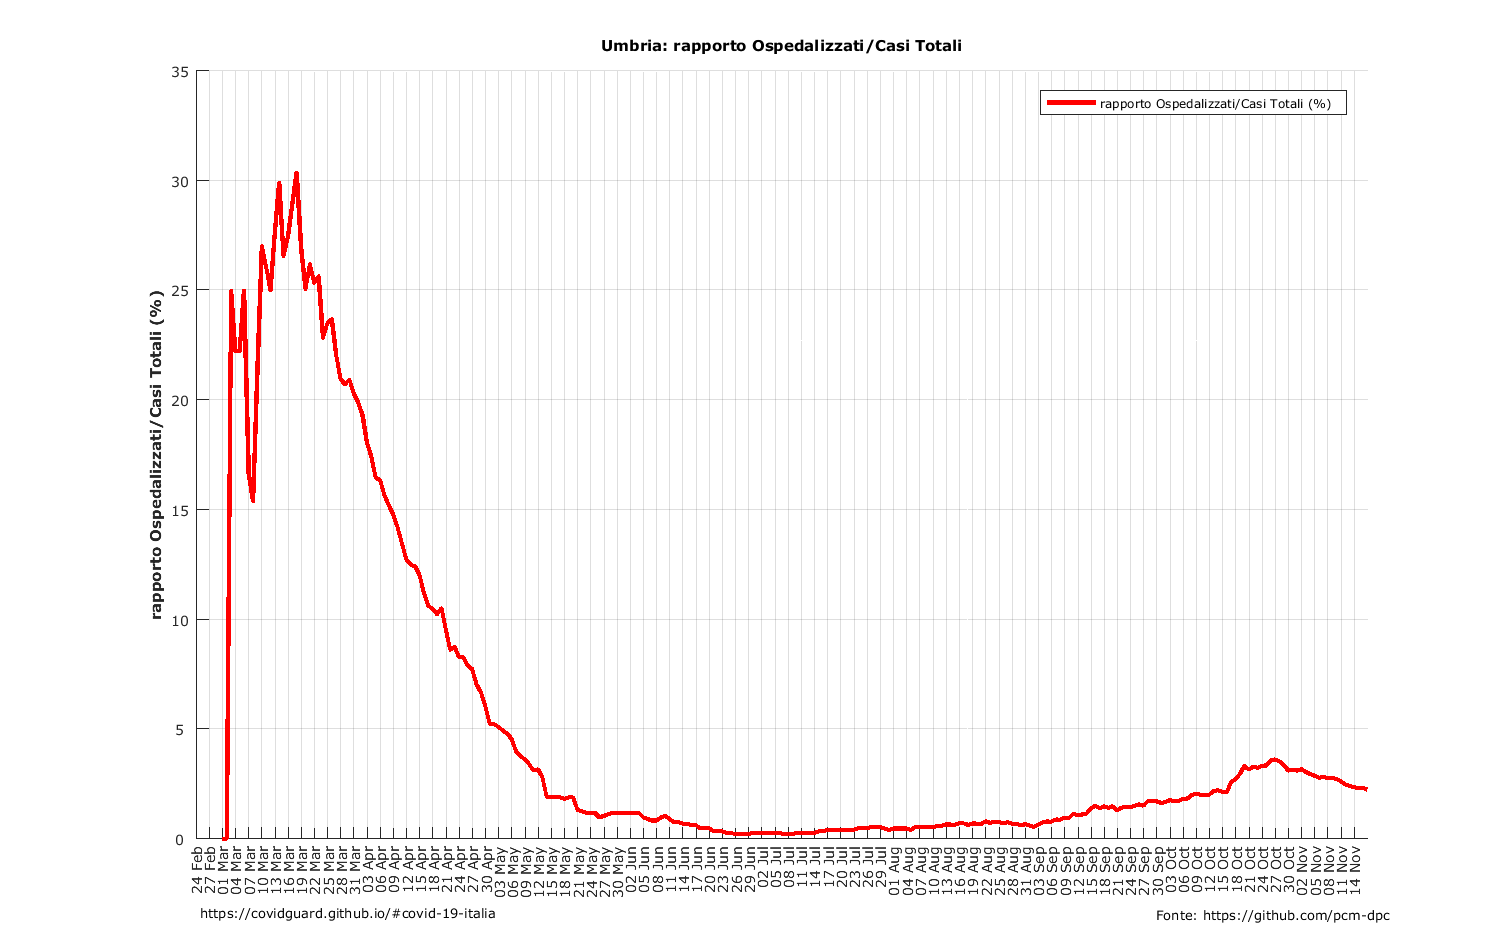 Umbria: rapporto Ospedalizzati/Casi Totali
rapporto Ospedalizzati/Casi Totali (%)
rapporto Ospedalizzati/Casi Totali (%)
35
30
25
20
15
10
5
0
24 Feb
27 Feb
01 Mar
04 Mar
07 Mar
10 Mar
13 Mar
16 Mar
19 Mar
22 Mar
25 Mar
28 Mar
31 Mar
03 Apr
06 Apr
09 Apr
12 Apr
15 Apr
18 Apr
21 Apr
24 Apr
27 Apr
30 Apr
03 May
06 May
09 May
12 May
15 May
18 May
21 May
24 May
27 May
30 May
02 Jun
05 Jun
08 Jun
11 Jun
14 Jun
17 Jun
20 Jun
23 Jun
26 Jun
29 Jun
02 Jul
05 Jul
08 Jul
11 Jul
14 Jul
17 Jul
20 Jul
23 Jul
26 Jul
29 Jul
01 Aug
04 Aug
07 Aug
10 Aug
13 Aug
16 Aug
19 Aug
22 Aug
25 Aug
28 Aug
31 Aug
03 Sep
06 Sep
09 Sep
12 Sep
15 Sep
18 Sep
21 Sep
24 Sep
27 Sep
30 Sep
03 Oct
06 Oct
09 Oct
12 Oct
15 Oct
18 Oct
21 Oct
24 Oct
27 Oct
30 Oct
02 Nov
05 Nov
08 Nov
11 Nov
14 Nov
https://covidguard.github.io/#covid-19-italia
Fonte: https://github.com/pcm-dpc